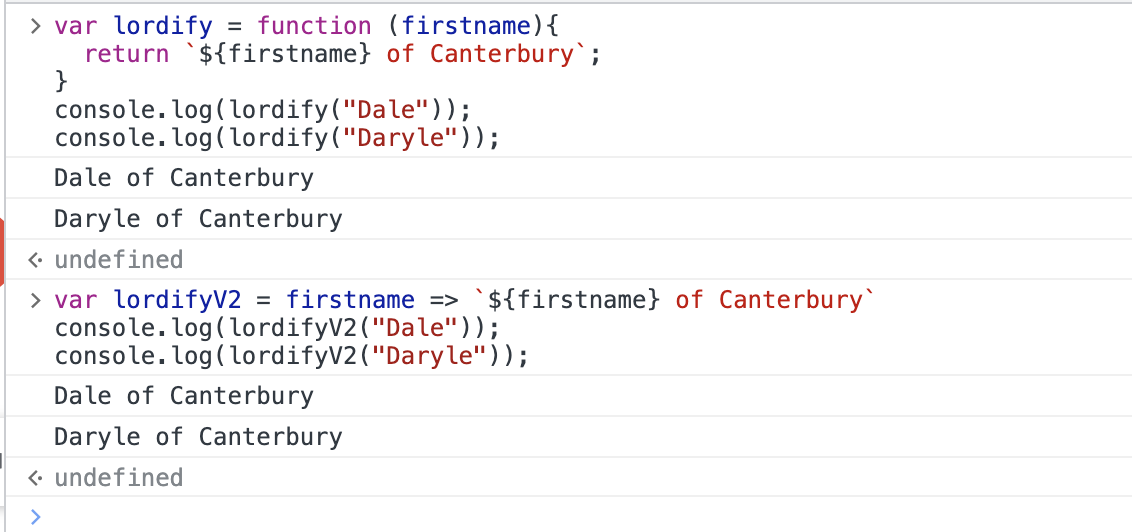 > var lordify = function (firstname){
  return `${firstname} of Canterbury`;
}
console.log(lordify("Dale"));
console.log(lordify("Daryle"));
Dale of Canterbury
Daryle of Canterbury
undefined
> var lordifyV2 = firstname => `${firstname} of Canterbury`
console.log(lordifyV2("Dale"));
console.log(lordifyV2("Daryle"));
Dale of Canterbury
Daryle of Canterbury
undefined
>